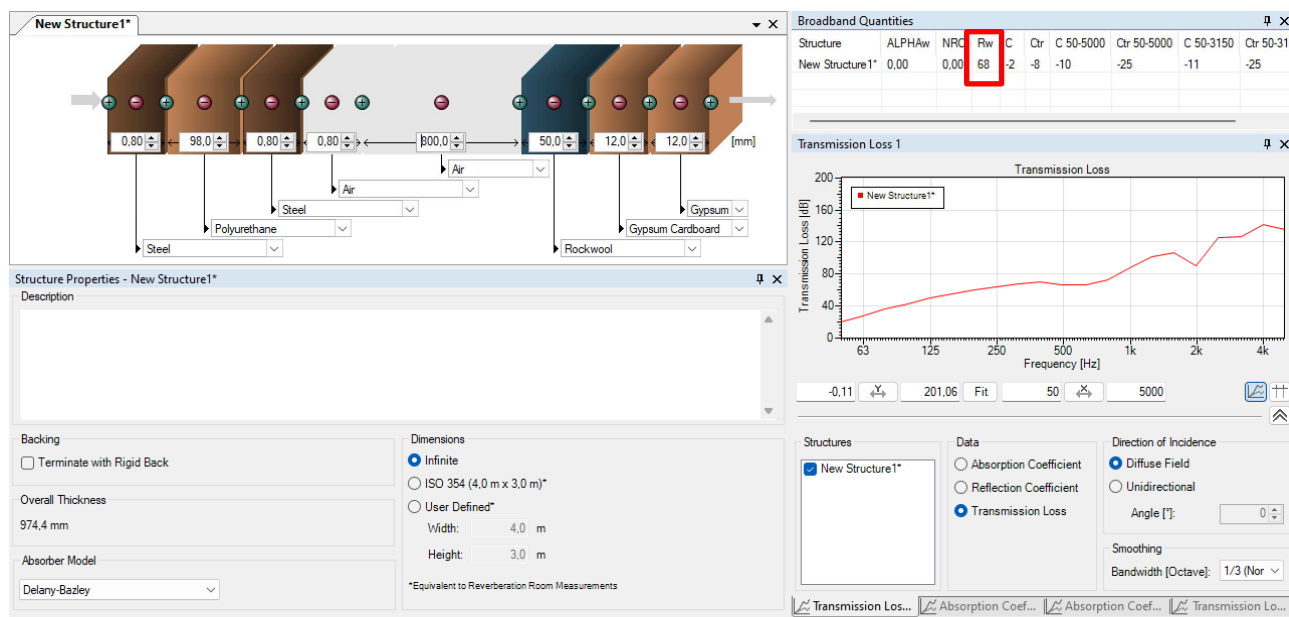 New Structure1*
0,80
98,0
0,80
0,80
800,0
50,0
12,0
12,0
[mm]
Air
Air
Steel
Gypsum
Polyurethane
Gypsum Cardboard
Steel
Rockwool
Structure Properties - New Structure1*
Description
Backing
Terminate with Rigid Back
Overall Thickness
974,4 mm
Absorber Model
Delany-Bazley
Dimensions
Infinite
ISO 354 (4,0 m x 3,0 m)*
User Defined*
Width: 4,0 m
Height: 3,0 m
*Equivalent to Reverberation Room Measurements
Broadband Quantities
Structure ALPHAw NRC Rw C Ctr C 50-5000 Ctr 50-5000 C 50-3150 Ctr 50-31
New Structure1* 0,00 0,00 68 -2 -8 -10 -25 -11 -25
Transmission Loss 1
Transmission Loss
New Structure1*
Transmission Loss [dB]
200
160
120
80
40
0
63 125 250 500 1k 2k 4k
Frequency [Hz]
-0,11 Y 201,06 Fit 50 X 5000
Structures
New Structure1*
Data
Absorption Coefficient
Reflection Coefficient
Transmission Loss
Direction of Incidence
Diffuse Field
Unidirectional
Angle [°]: 0
Smoothing
Bandwidth [Octave]: 1/3 (Nor
Transmission Los... Absorption Coef... Absorption Coef... Transmission Lo...